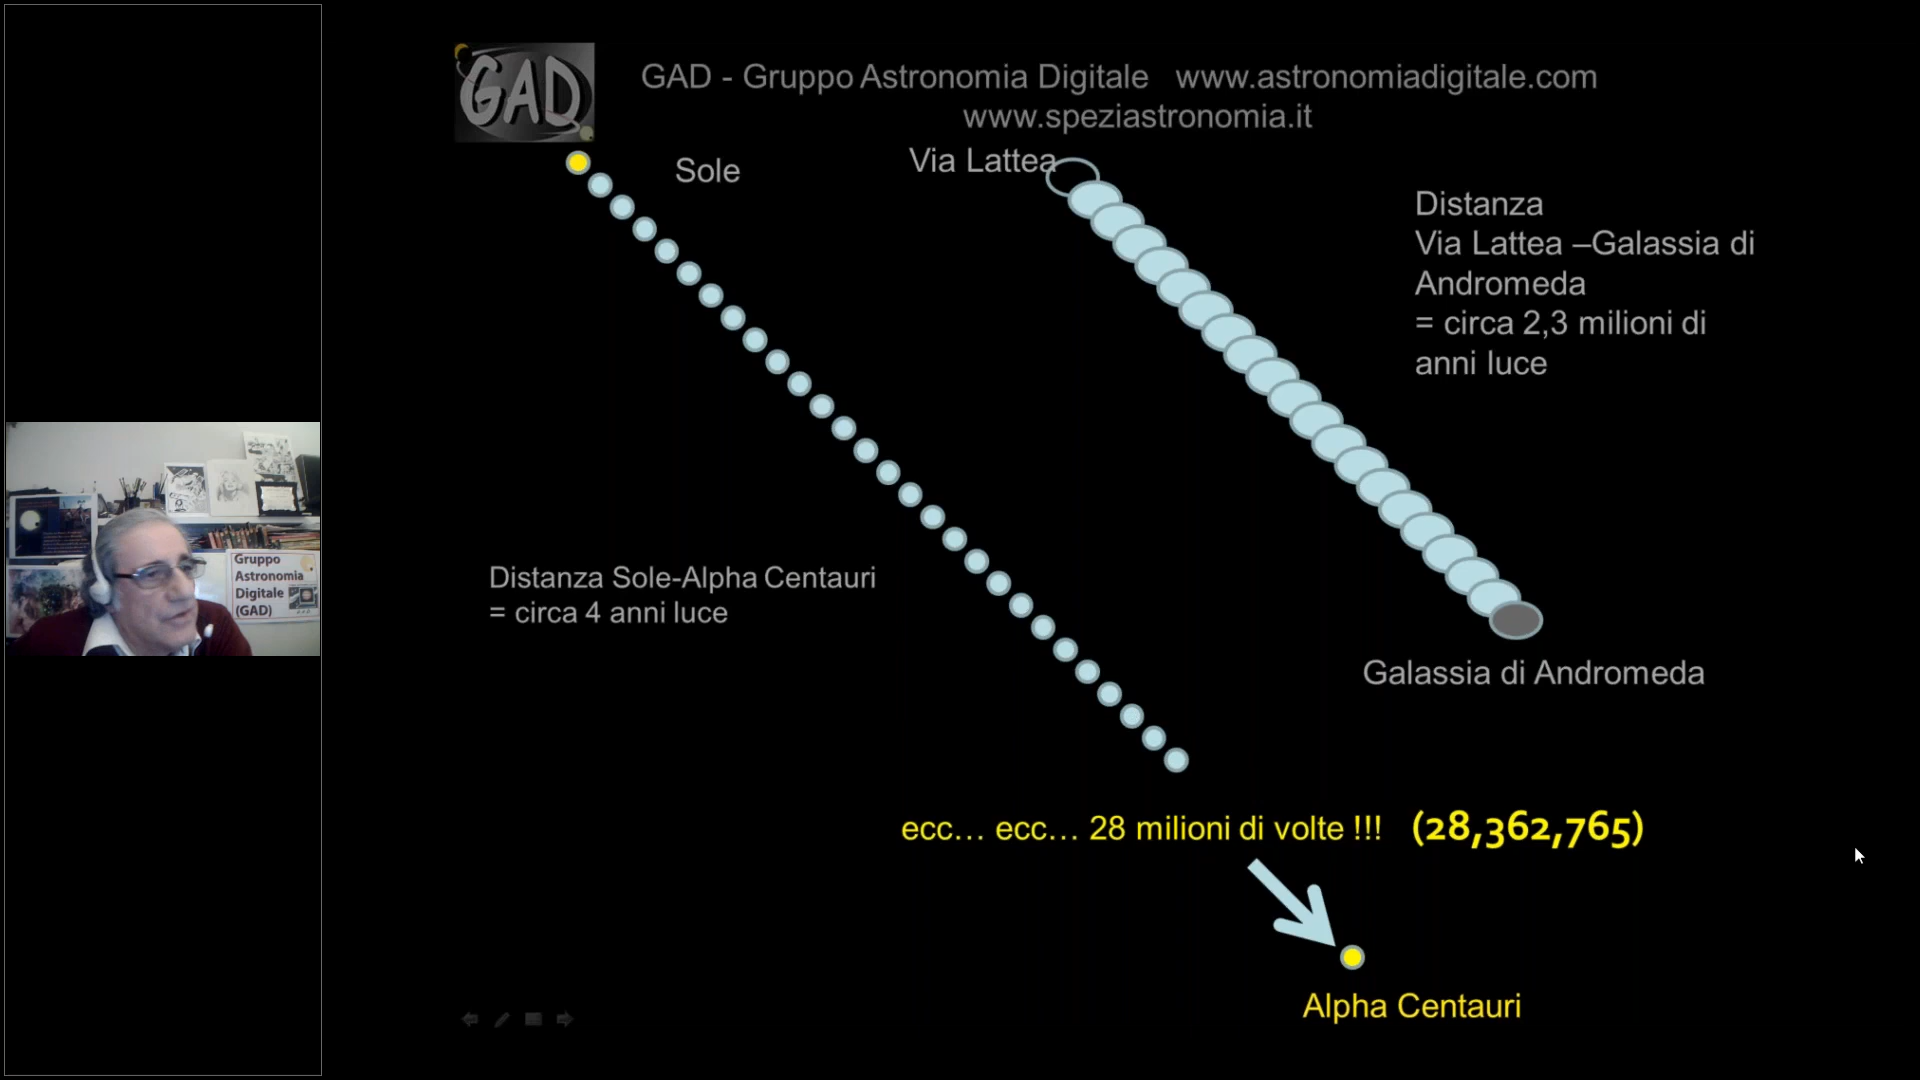 GAD
GAD - Gruppo Astronomia Digitale www.astronomiadigitale.com
www.speziastronomia.it
Sole
Via Lattea
Distanza
Via Lattea –Galassia di
Andromeda
= circa 2,3 milioni di
anni luce
Distanza Sole-Alpha Centauri
= circa 4 anni luce
Gruppo
Astronomia
Digitale
(GAD)
Galassia di Andromeda
ecc… ecc… 28 milioni di volte !!! (28,362,765)
Alpha Centauri